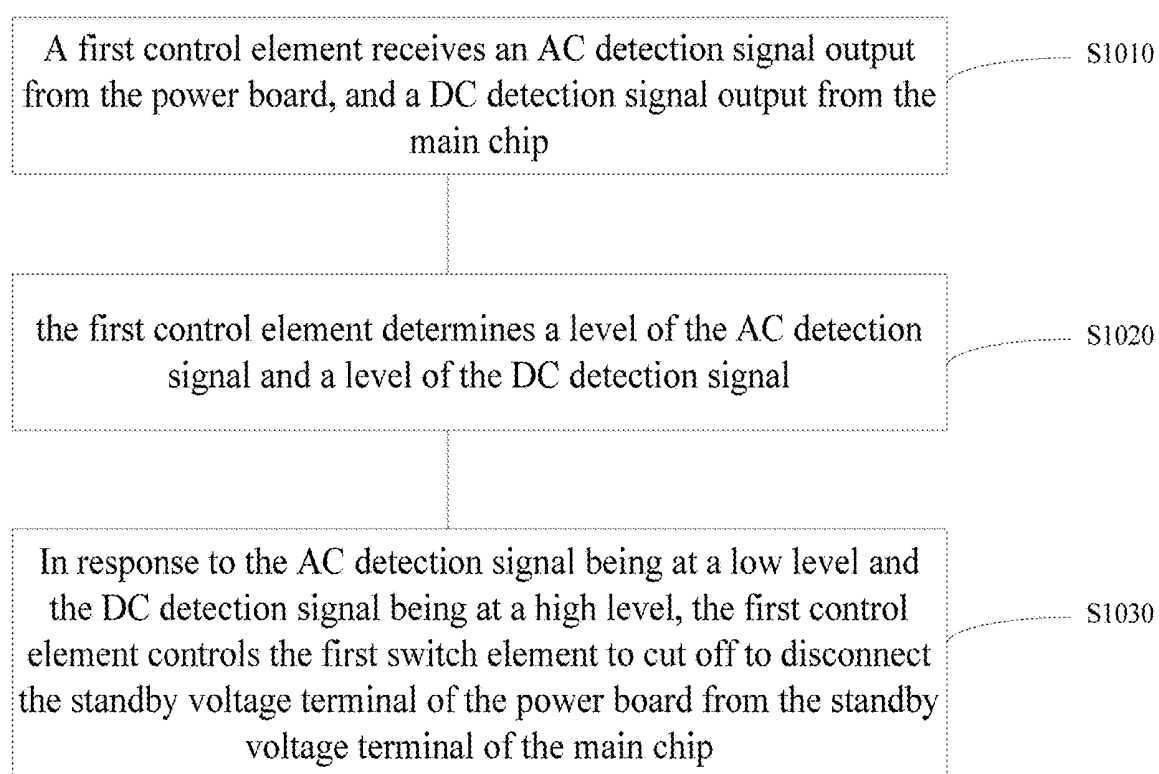 A first control element receives an AC detection signal output
from the power board, and a DC detection signal output from the
main chip
S1010
the first control element determines a level of the AC detection
signal and a level of the DC detection signal
S1020
In response to the AC detection signal being at a low level and
the DC detection signal being at a high level, the first control
element controls the first switch element to cut off to disconnect
the standby voltage terminal of the power board from the standby
voltage terminal of the main chip
S1030